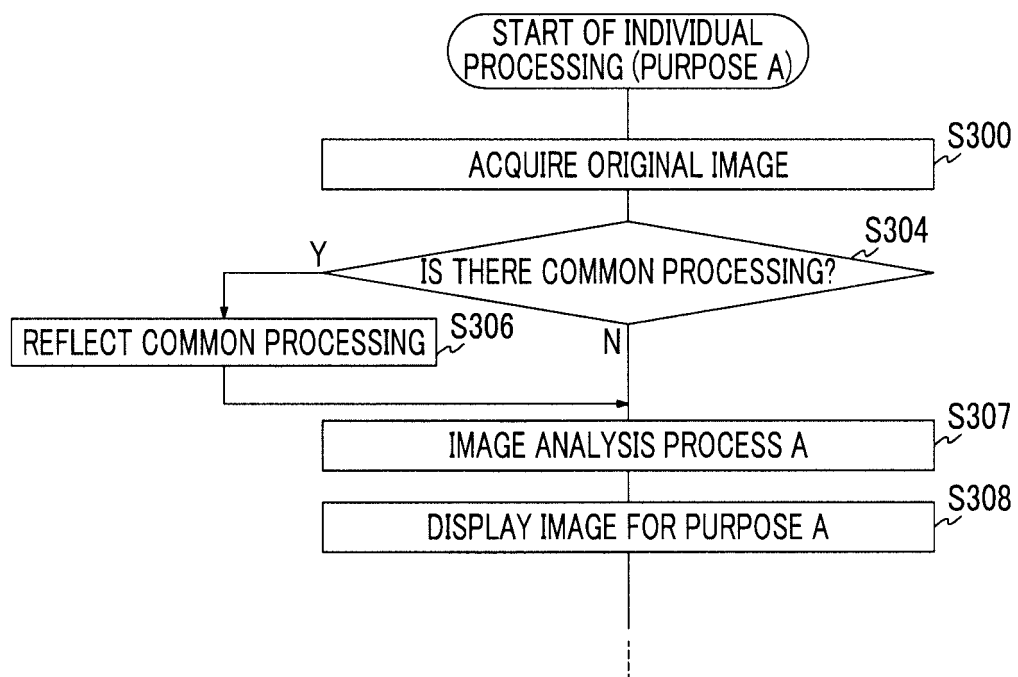 START OF INDIVIDUAL
PROCESSING (PURPOSE A)
S300
ACQUIRE ORIGINAL IMAGE
S304
Y
IS THERE COMMON PROCESSING?
S306
REFLECT COMMON PROCESSING
N
S307
IMAGE ANALYSIS PROCESS A
S308
DISPLAY IMAGE FOR PURPOSE A